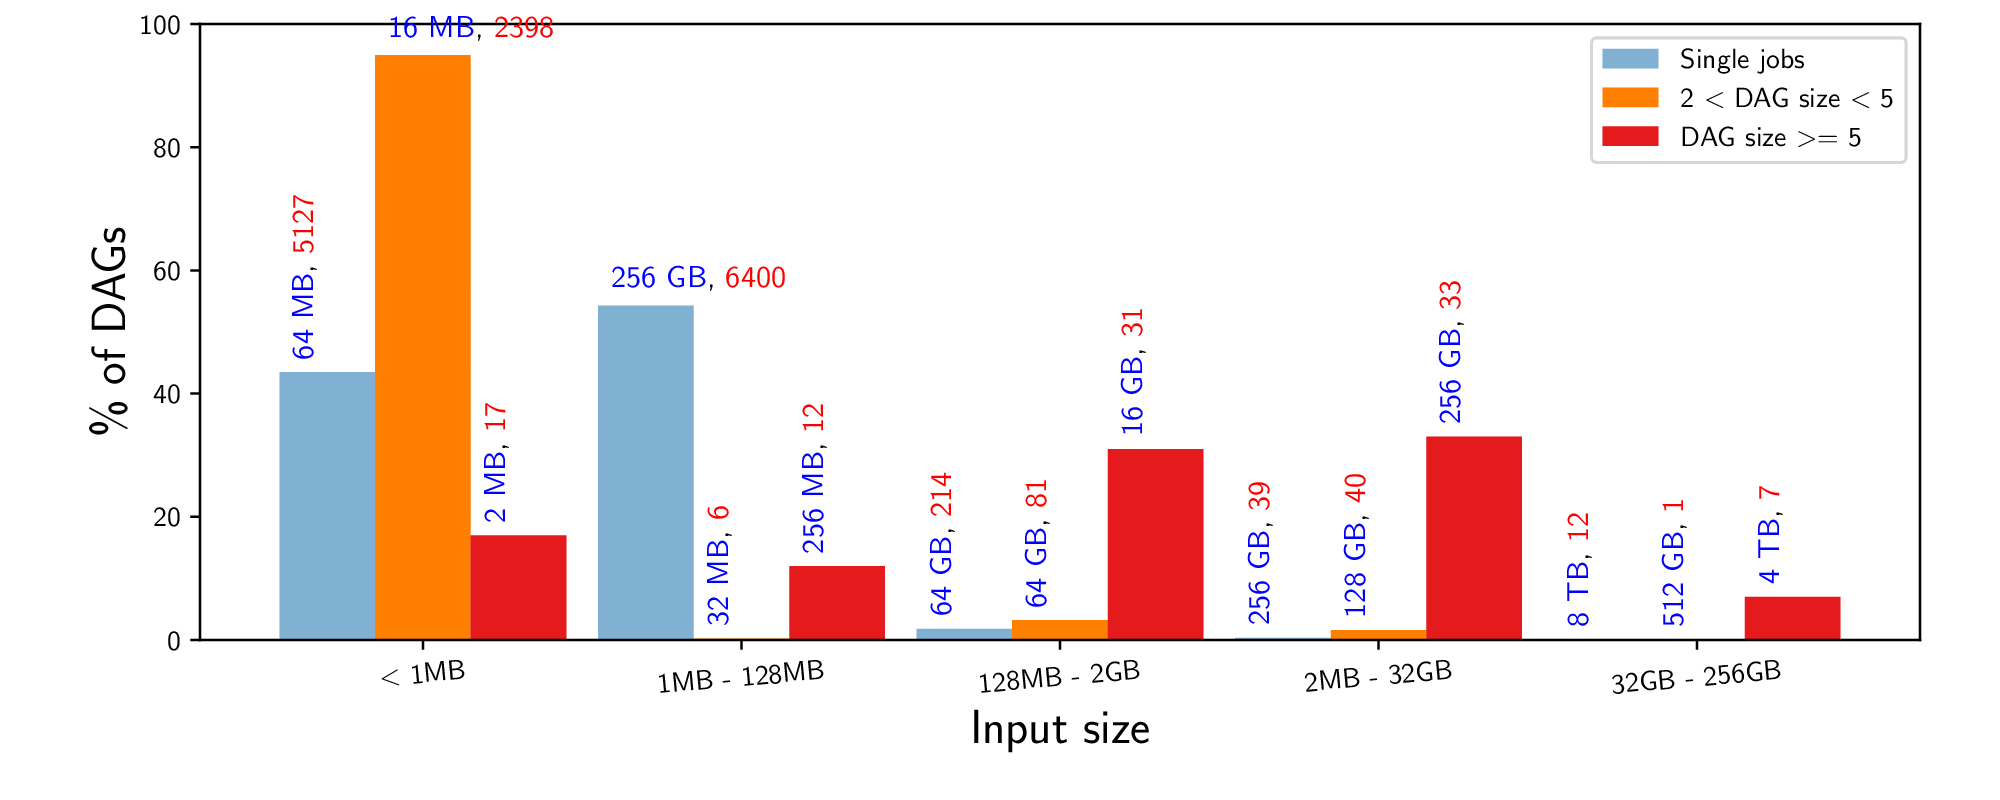 % of DAGs
100
80
60
40
20
0
64 MB, 5127
16 MB, 2398
2 MB, 17
256 GB, 6400
32 MB, 6
256 MB, 12
64 GB, 214
64 GB, 81
16 GB, 31
256 GB, 39
128 GB, 40
256 GB, 33
8 TB, 12
512 GB, 1
4 TB, 7
Single jobs
2 < DAG size < 5
DAG size >= 5
< 1MB
1MB - 128MB
128MB - 2GB
2MB - 32GB
32GB - 256GB
Input size